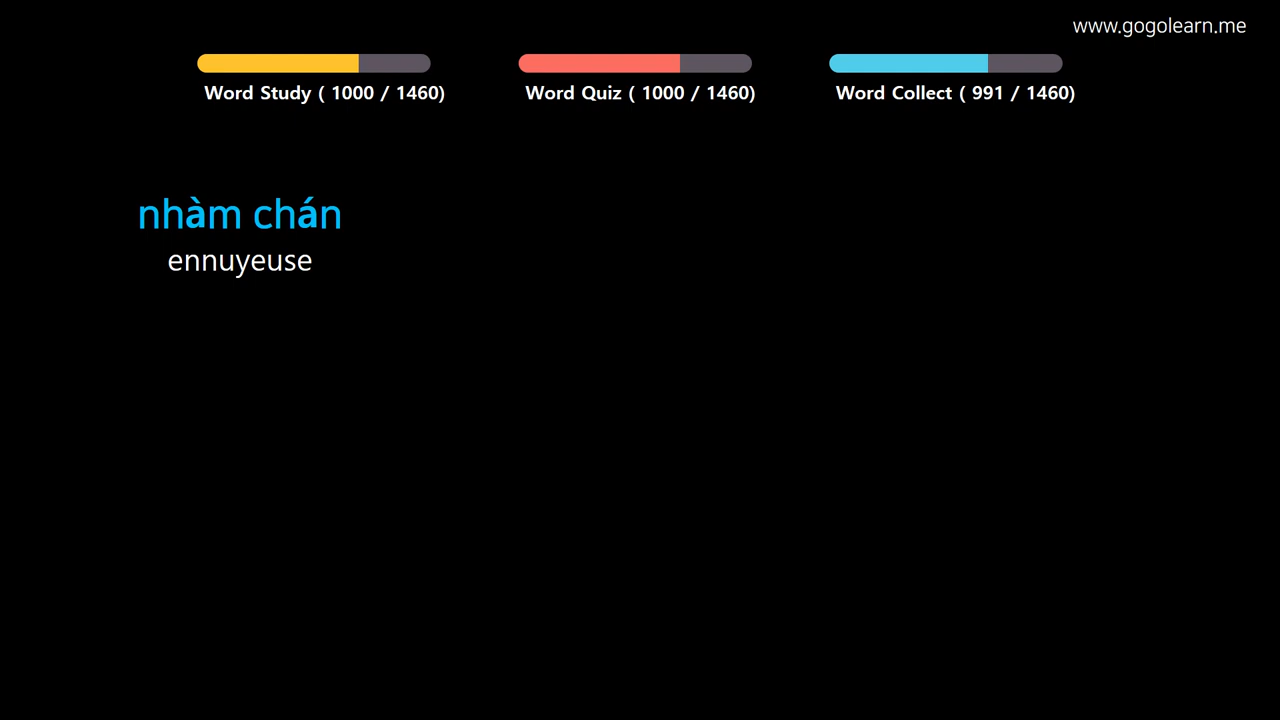 www.gogolearn.me
Word Study ( 1000 / 1460)
Word Quiz ( 1000 / 1460)
Word Collect ( 991 / 1460)
nhàm chán
ennuyeuse